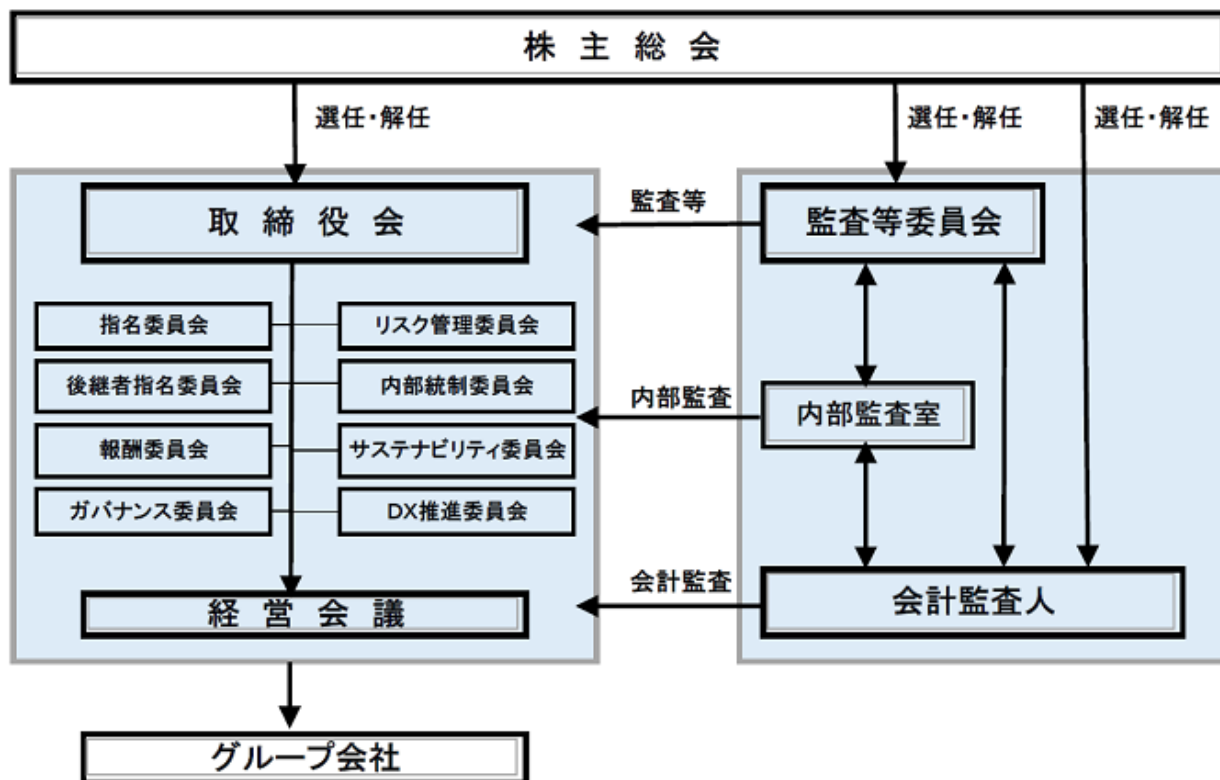 株主総会
選任・解任
選任・解任
選任・解任
取締役会
監査等
監査等委員会
指名委員会
リスク管理委員会
後継者指名委員会
内部統制委員会
内部監査
内部監査室
報酬委員会
サステナビリティ委員会
ガバナンス委員会
DX推進委員会
会計監査
会計監査人
経営会議
グループ会社